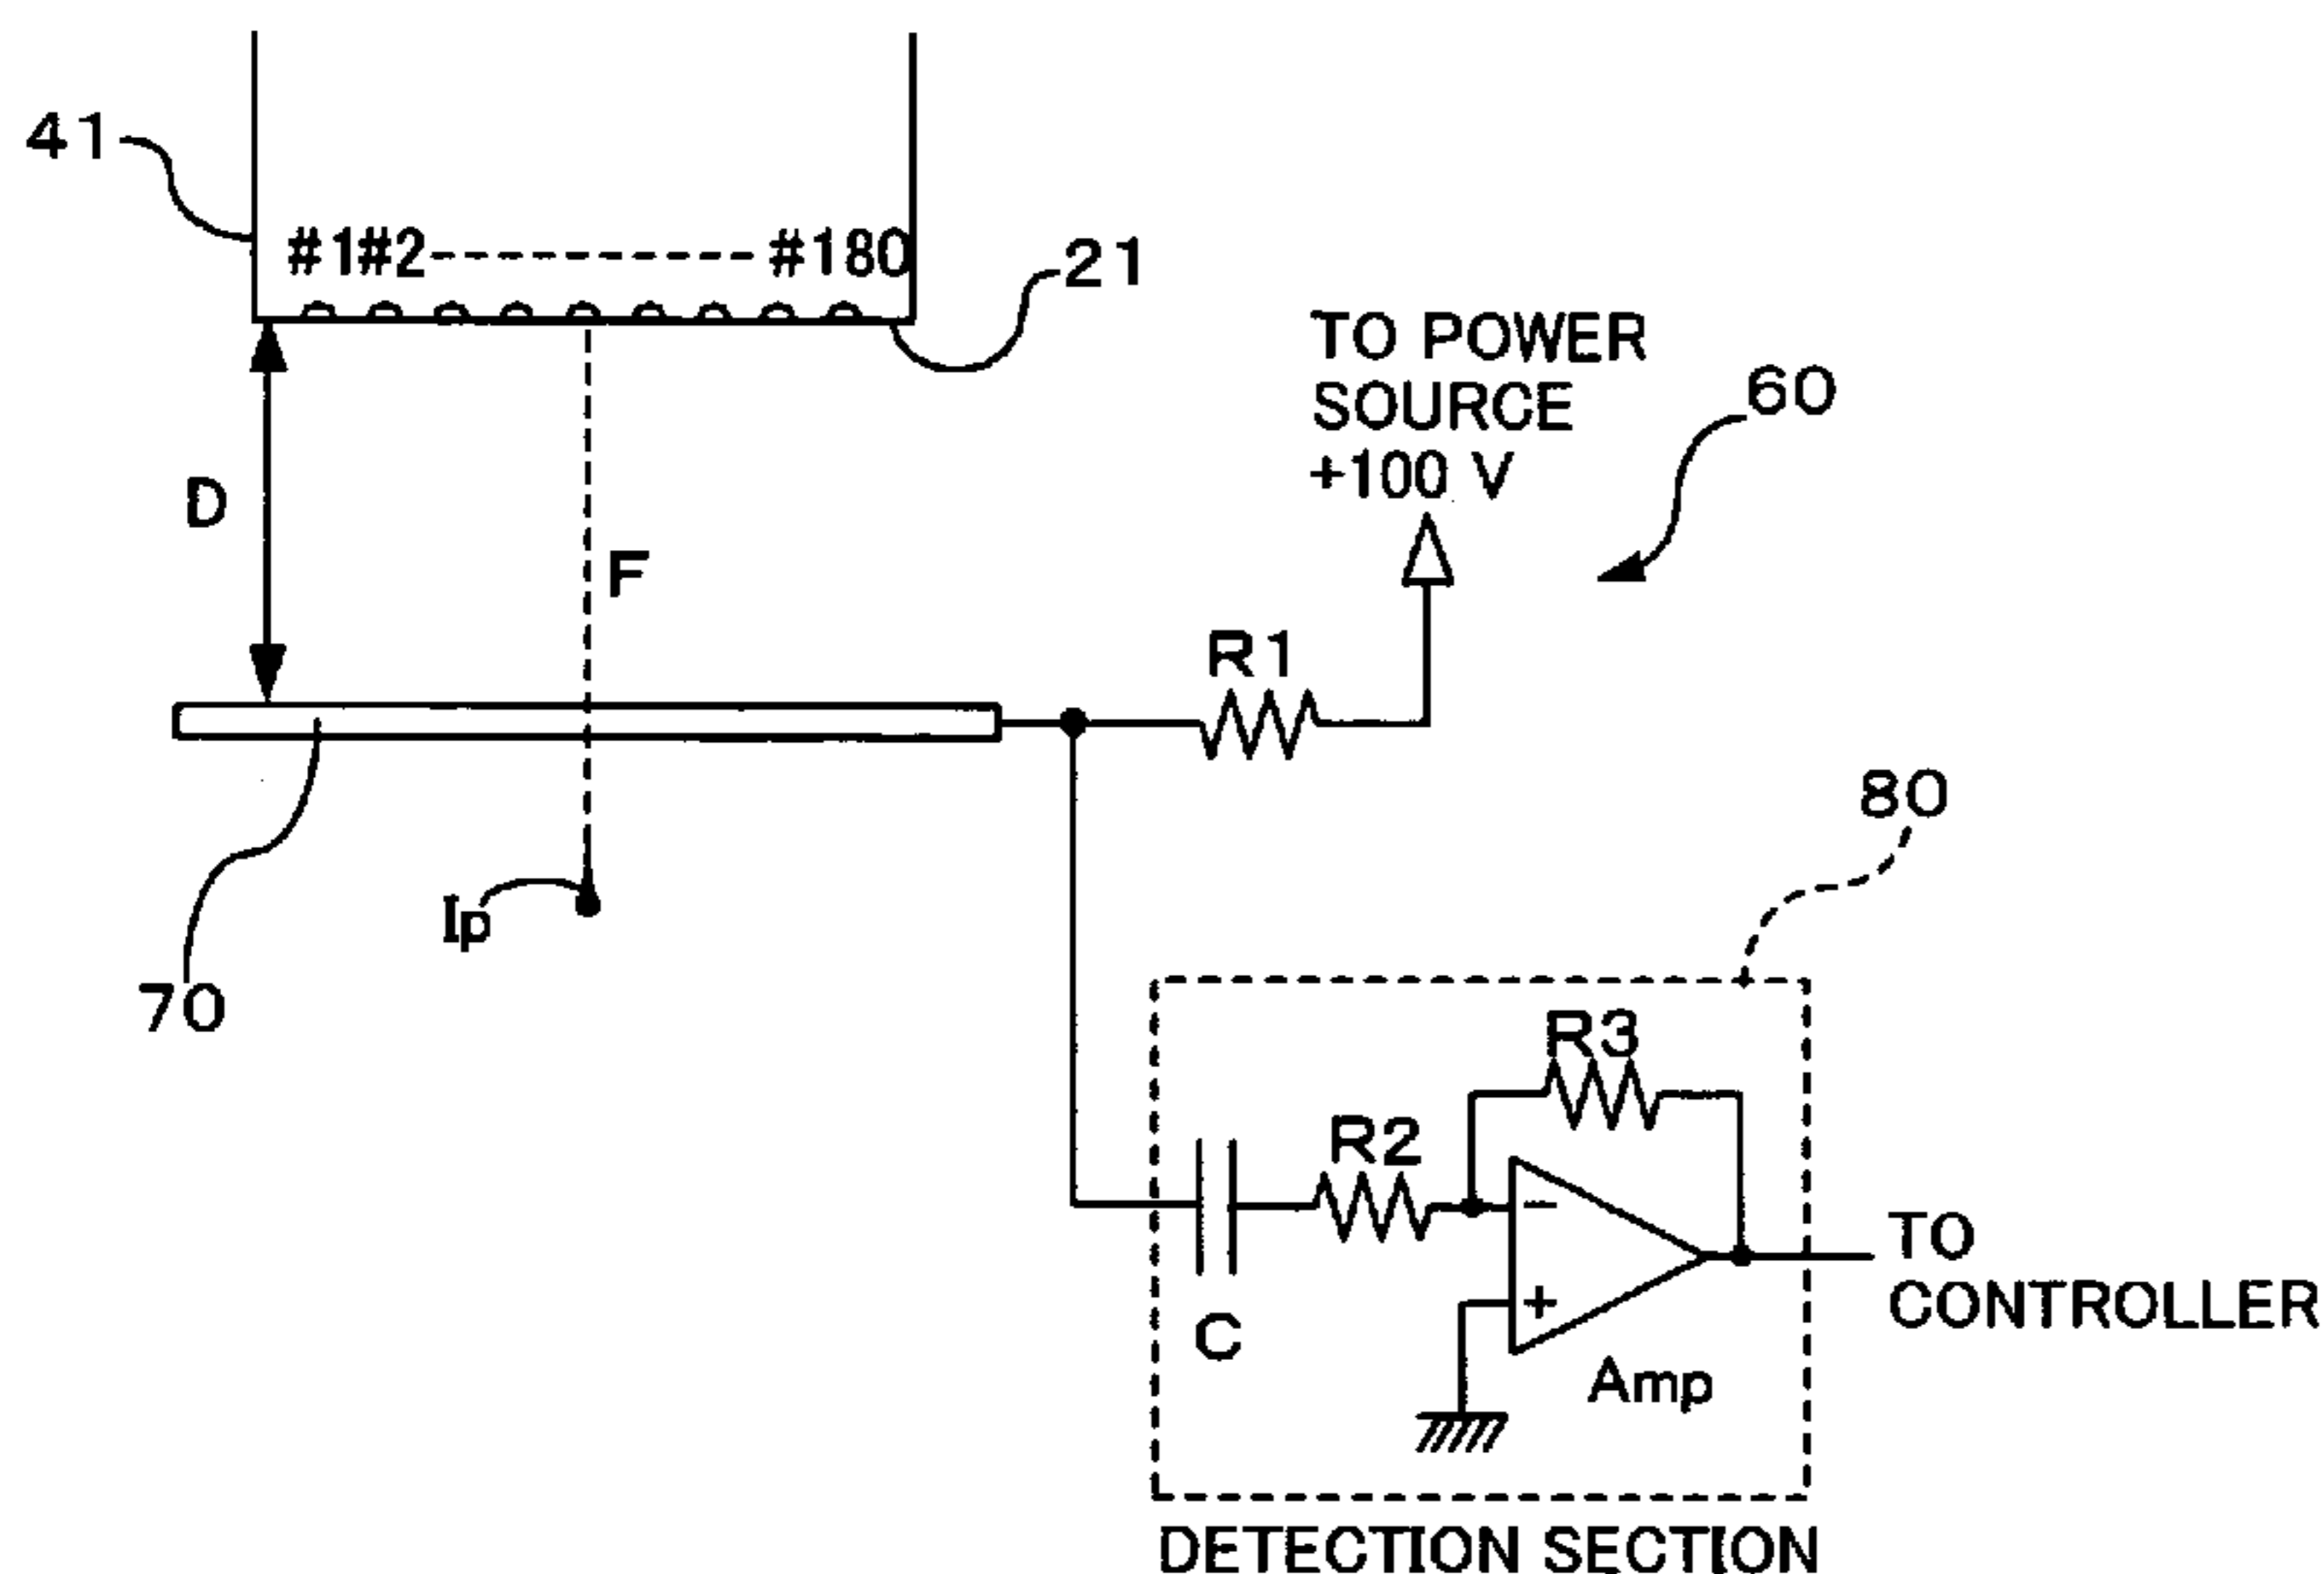 41
#1#2---------- #180
21
TO POWER
SOURCE
+100 V
60
D
F
R1
80
Ip
70
R3
R2
−
+
C
Amp
TO
CONTROLLER
DETECTION SECTION